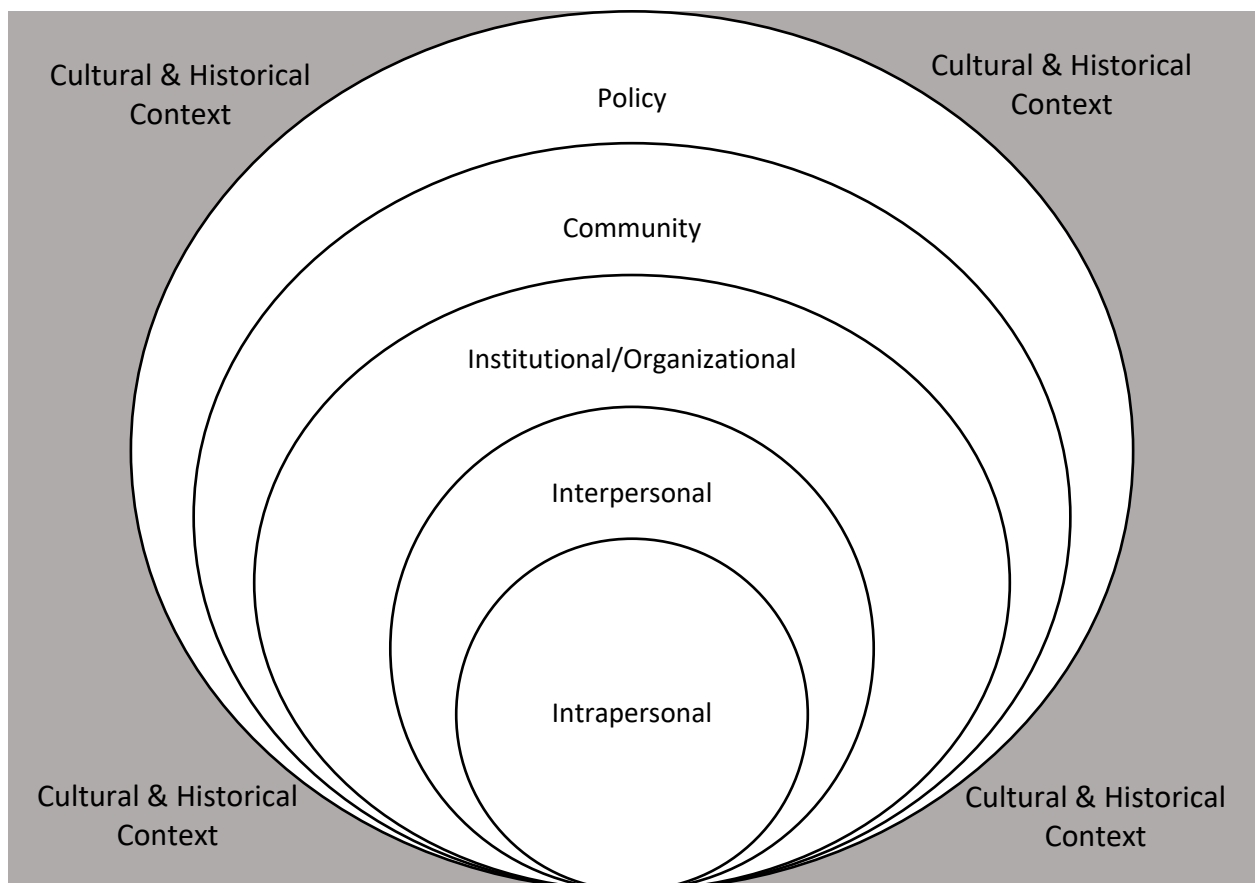 Cultural & Historical
Context
Cultural & Historical
Context
Policy
Community
Institutional/Organizational
Interpersonal
Intrapersonal
Cultural & Historical
Context
Cultural & Historical
Context